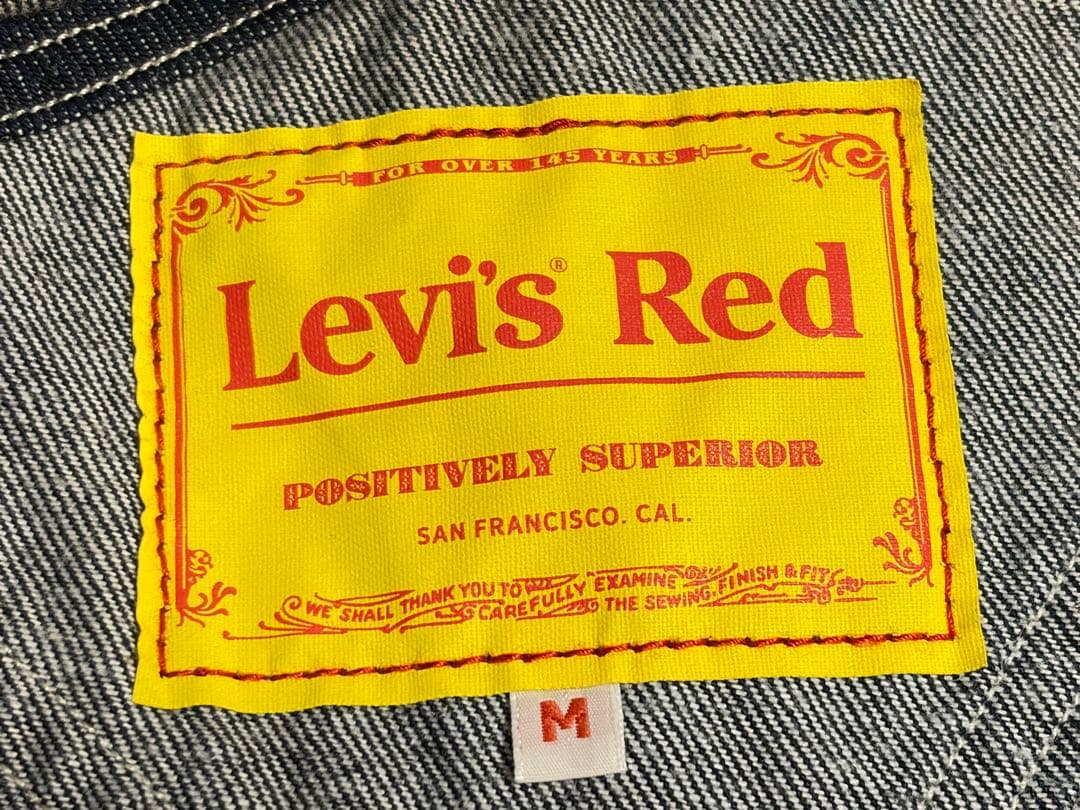 FOR OVER 145 YEARS
Levi's® Red
POSITIVELY SUPERIOR
SAN FRANCISCO. CAL.
WE SHALL THANK YOU TO CAREFULLY EXAMINE THE SEWING, FINISH & FIT
M